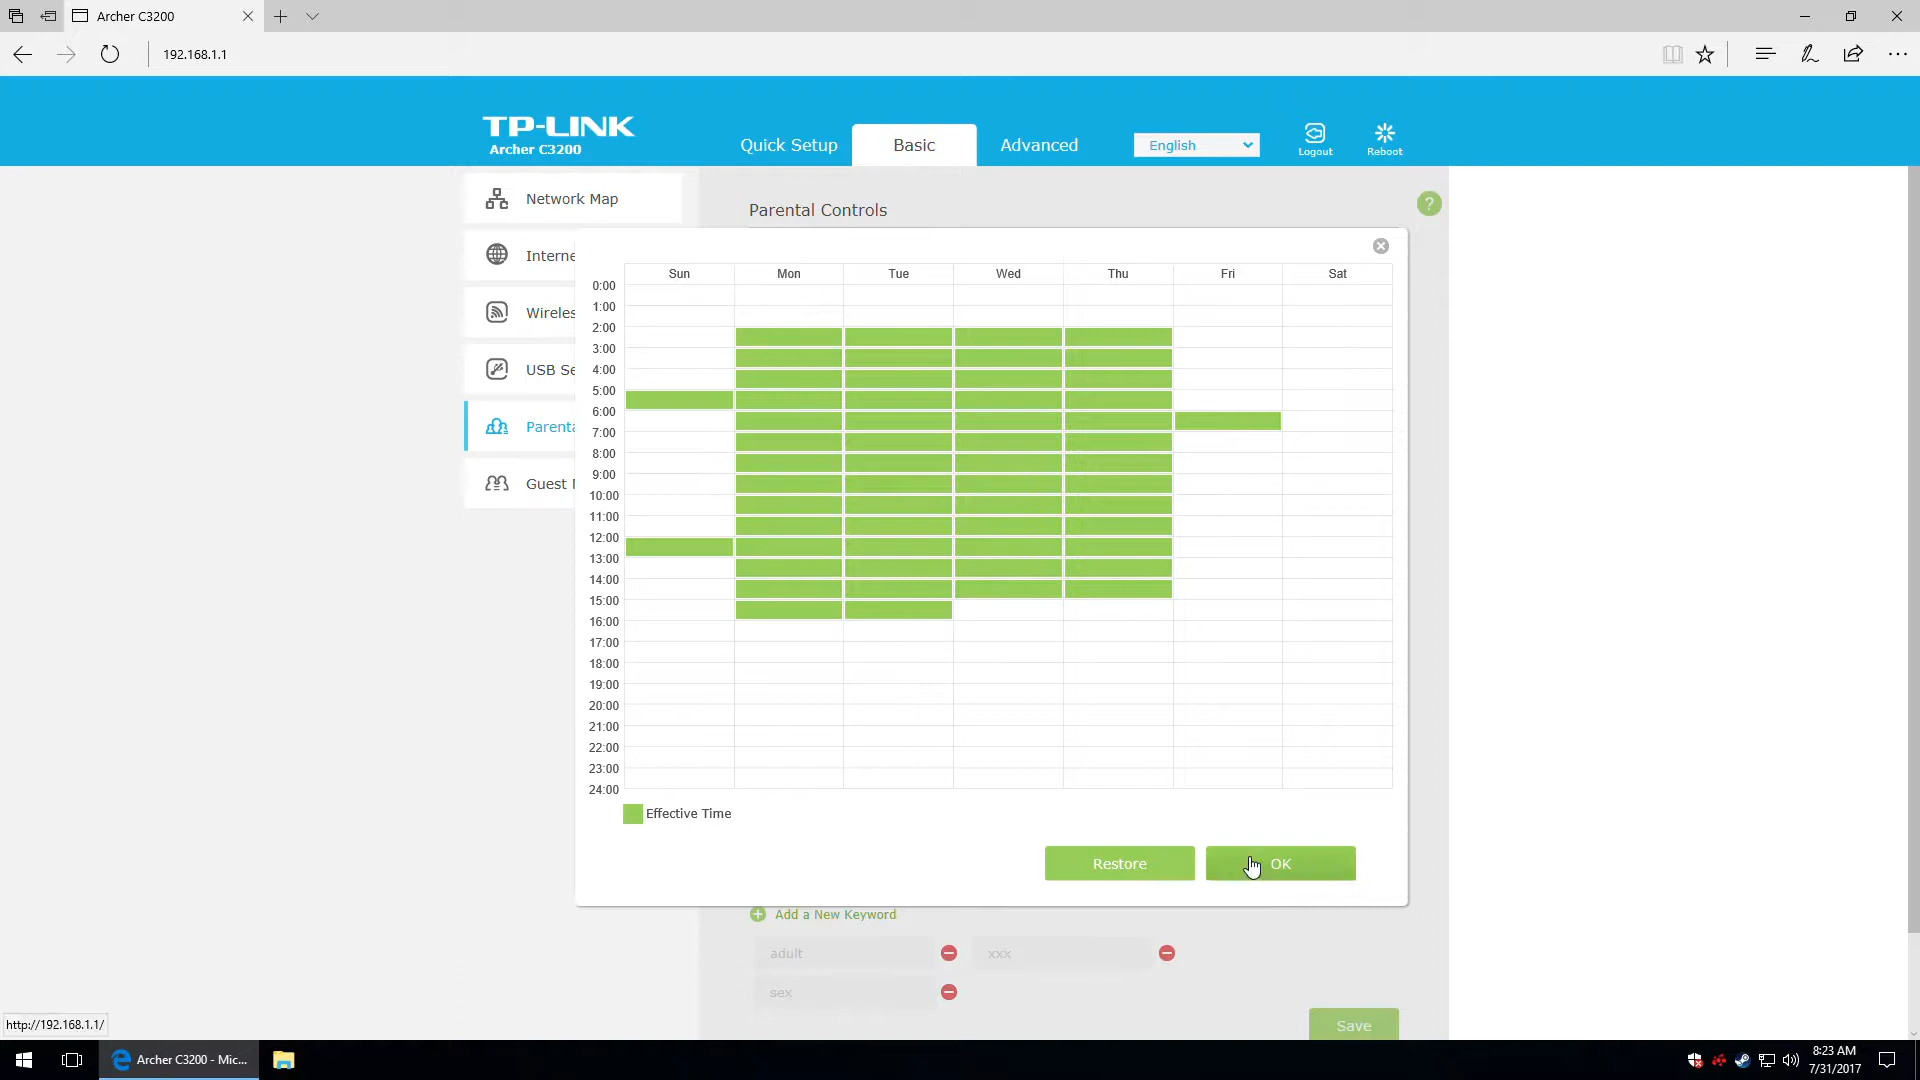 Archer C3200
192.168.1.1
TP-LINK
Archer C3200
Quick Setup
Basic
Advanced
English
Logout
Reboot
Network Map
Parental Controls
?
Interne
Wireles
USB Se
Parenta
Guest
Sun Mon Tue Wed Thu Fri Sat
0:00
1:00
2:00
3:00
4:00
5:00
6:00
7:00
8:00
9:00
10:00
11:00
12:00
13:00
14:00
15:00
16:00
17:00
18:00
19:00
20:00
21:00
22:00
23:00
24:00
Effective Time
Restore
OK
Add a New Keyword
adult
xxx
sex
Save
http://192.168.1.1/
Archer C3200 - Mic...
8:23 AM
7/31/2017